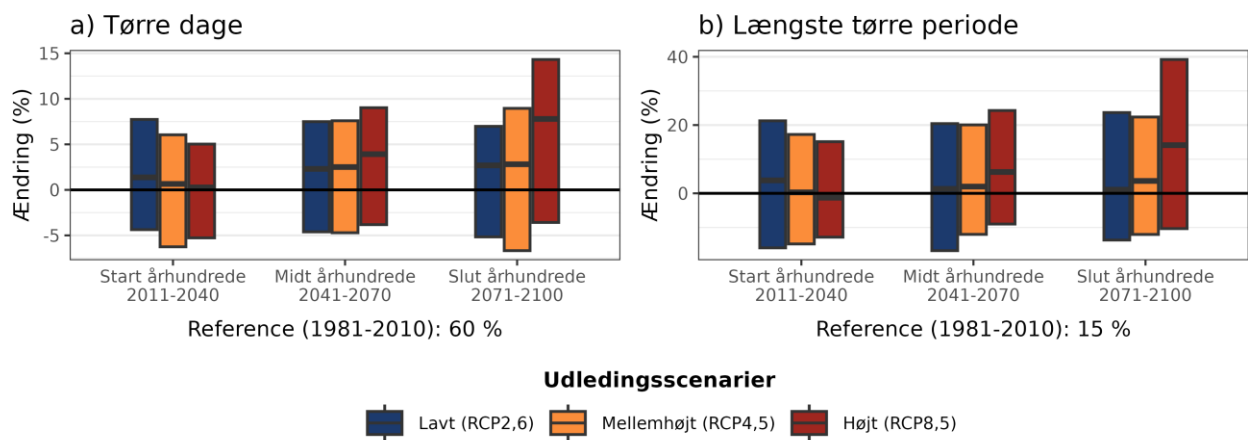 a) Tørre dage
Ændring (%)
15
10
5
0
-5
Start århundrede
2011-2040
Midt århundrede
2041-2070
Slut århundrede
2071-2100
Reference (1981-2010): 60 %
b) Længste tørre periode
Ændring (%)
40
20
0
Start århundrede
2011-2040
Midt århundrede
2041-2070
Slut århundrede
2071-2100
Reference (1981-2010): 15 %
Udledingsscenarier
Lavt (RCP2,6)
Mellemhøjt (RCP4,5)
Højt (RCP8,5)